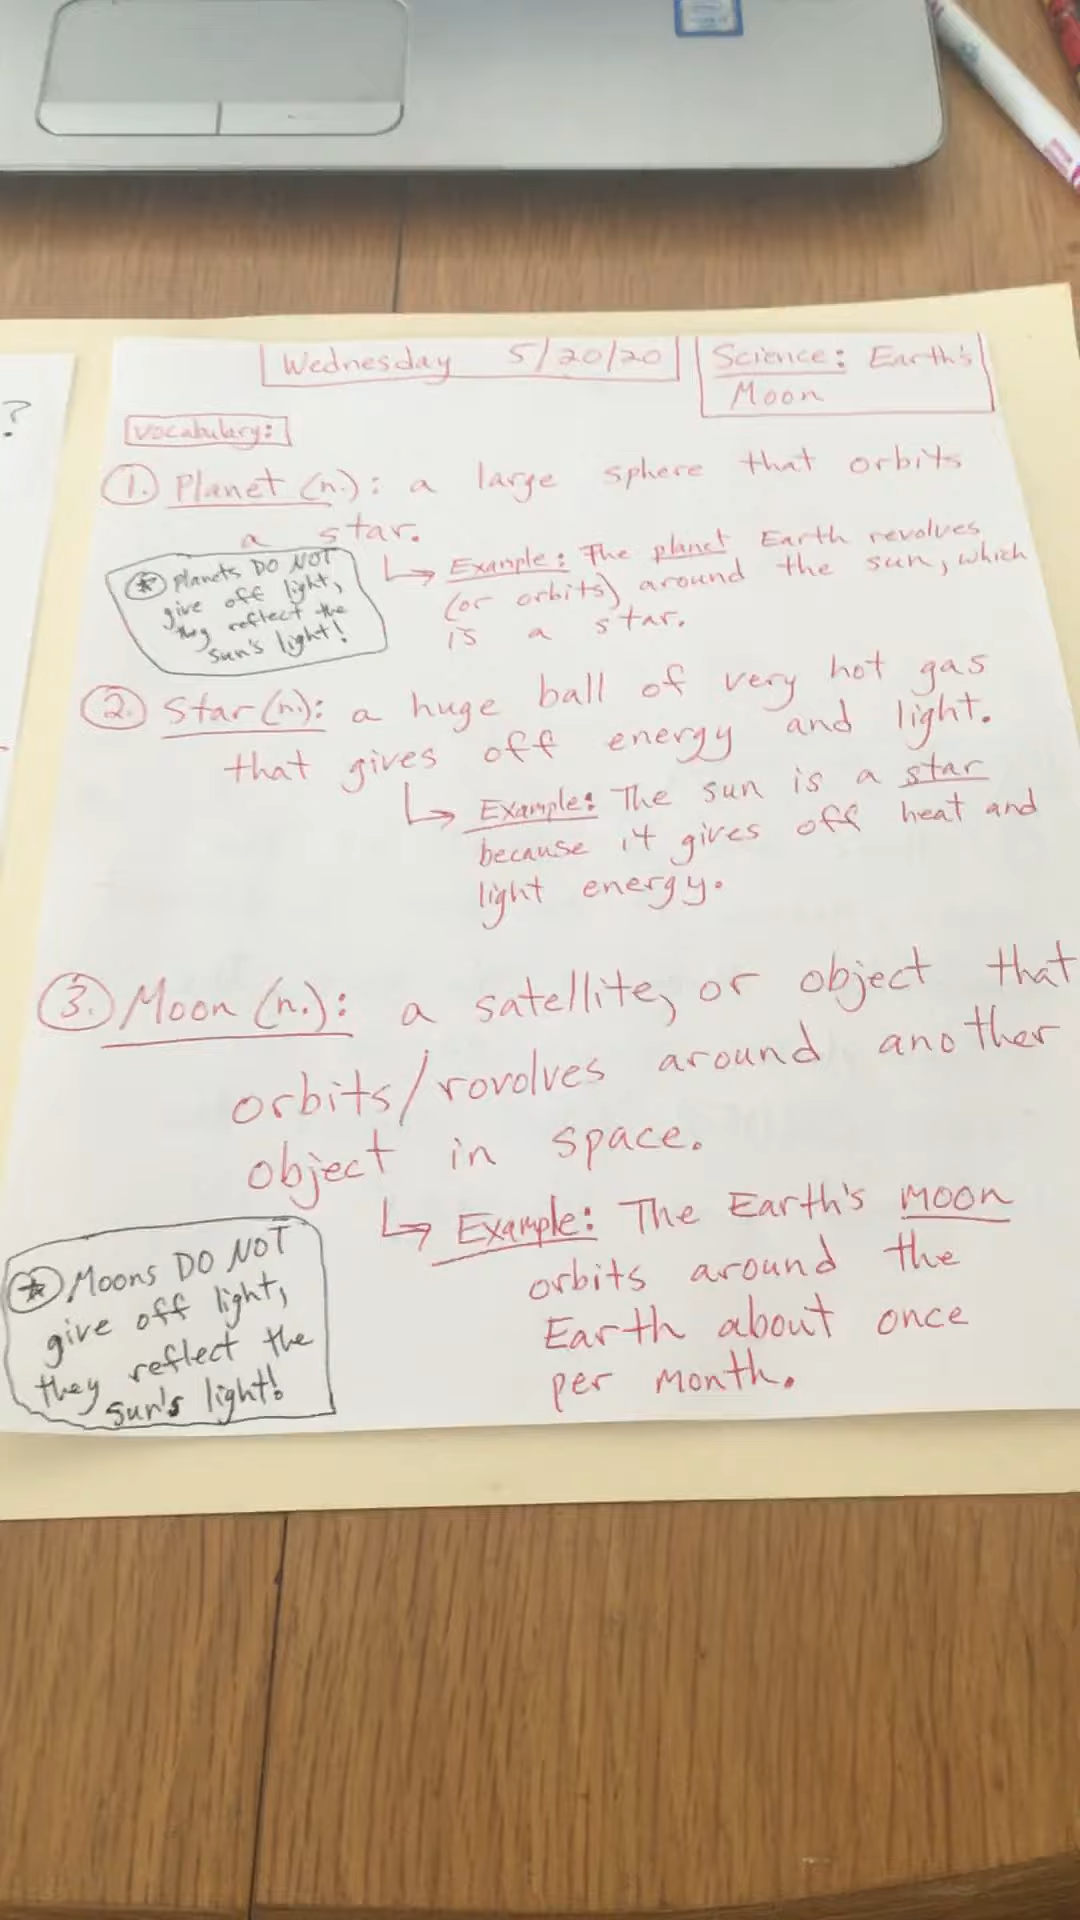 Wednesday 5/20/20
Science: Earth's
Moon
?
Vocabulary:
1. Planet (n.): a large sphere that orbits
a star.
Example: The planet Earth revolves
(or orbits) around the sun, which
is a star.
Planets DO NOT
give off light,
they reflect the
sun's light!
2. Star (n.): a huge ball of very hot gas
that gives off energy and light.
Example: The sun is a star
because it gives off heat and
light energy.
3. Moon (n.): a satellite, or object that
orbits/rovolves around another
object in space.
Example: The Earth's moon
orbits around the
Earth about once
per month.
Moons DO NOT
give off light,
they reflect the
sun's light!